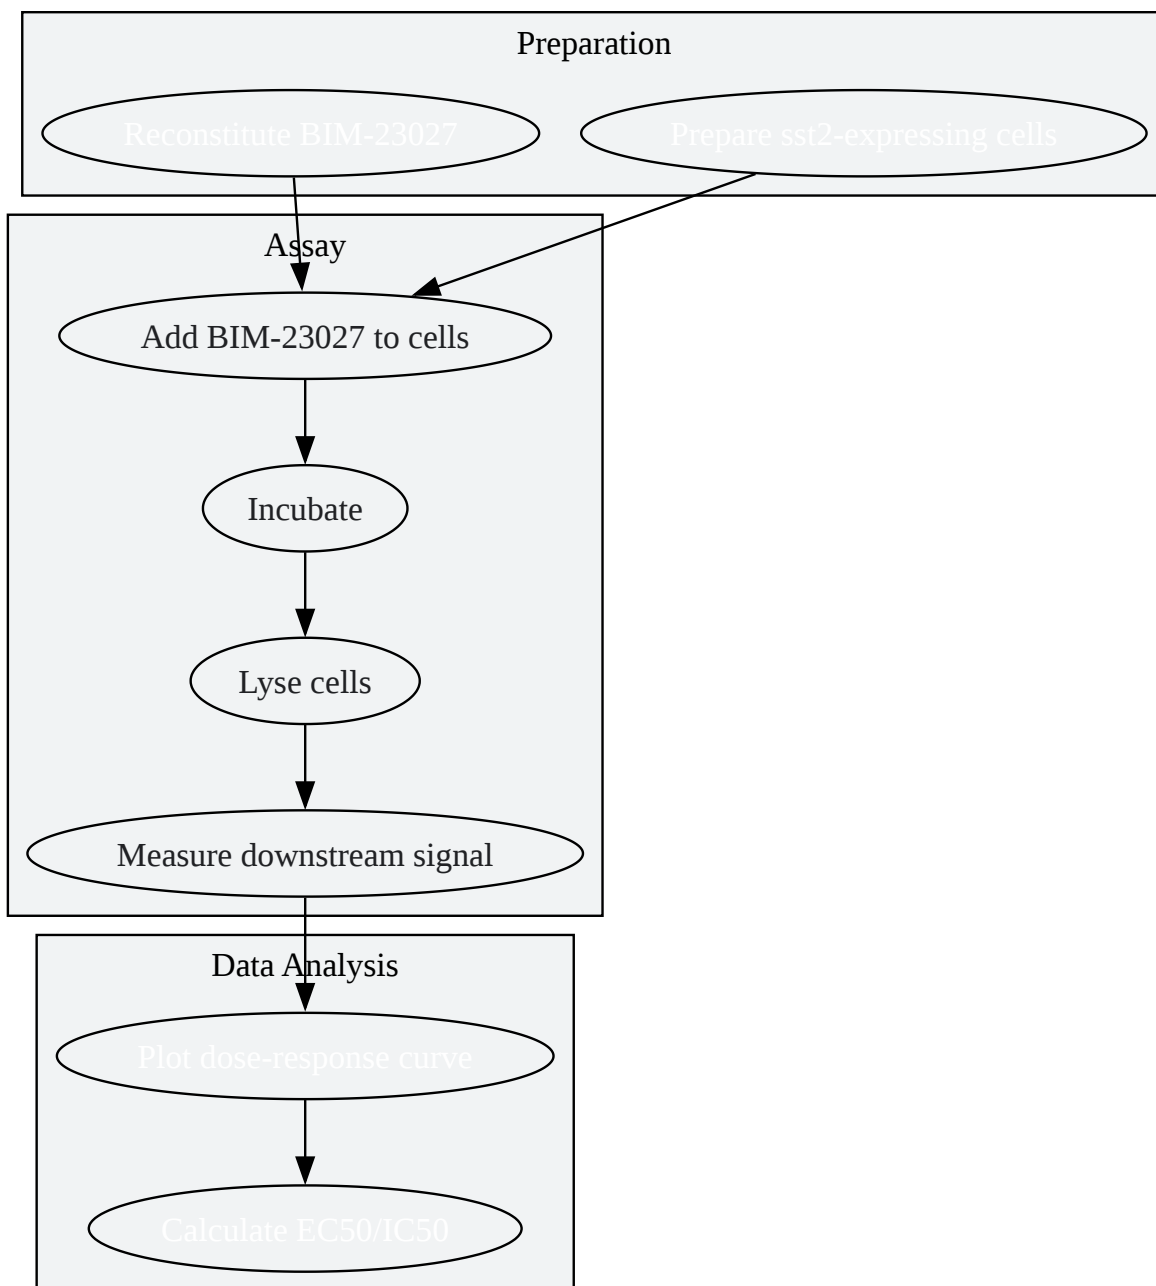 Preparation
Reconstitute BIM-23027
Prepare sst2-expressing cells
Assay
Add BIM-23027 to cells
Incubate
Lyse cells
Measure downstream signal
Data Analysis
Plot dose-response curve
Calculate EC50/IC50